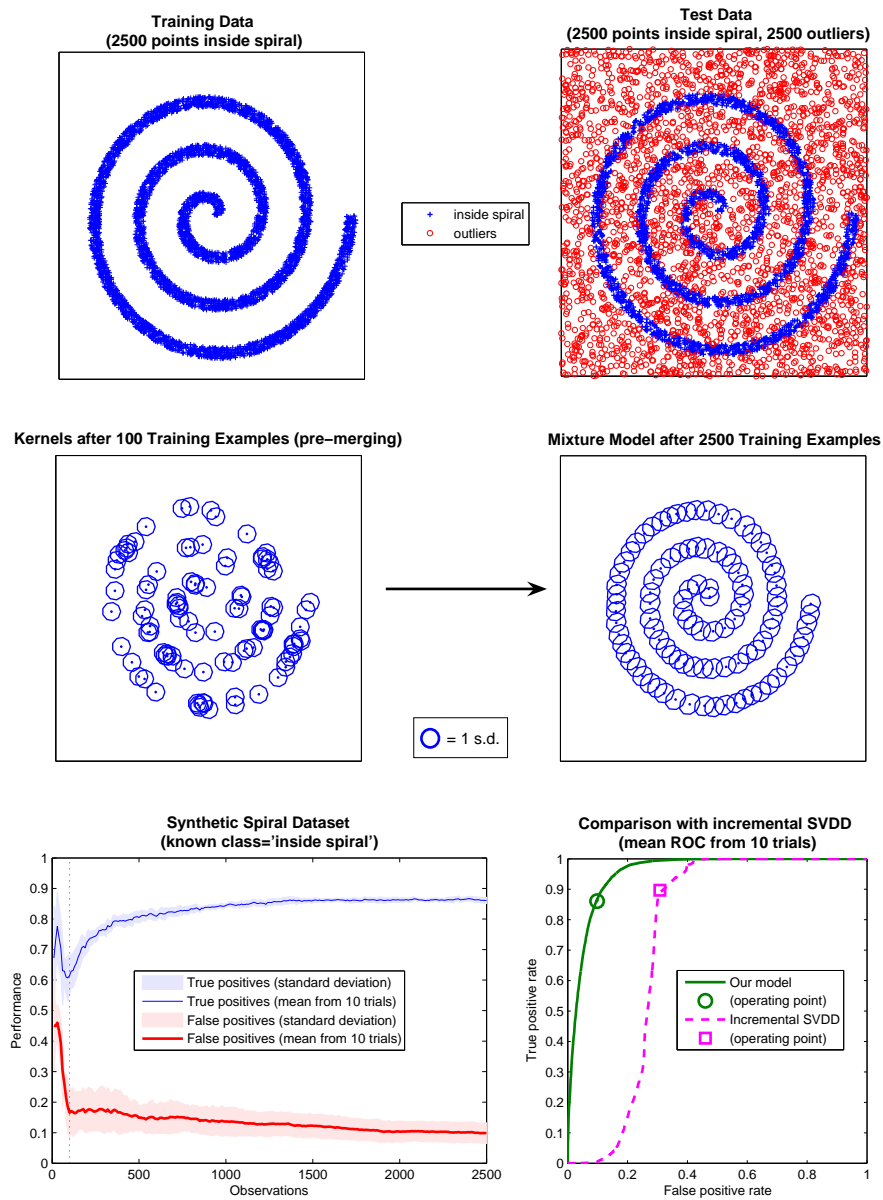 Training Data
(2500 points inside spiral)
Test Data
(2500 points inside spiral, 2500 outliers)
inside spiral
outliers
Kernels after 100 Training Examples (pre−merging)
Mixture Model after 2500 Training Examples
= 1 s.d.
Synthetic Spiral Dataset
(known class='inside spiral')
1
0.9
0.8
0.7
0.6
0.5
0.4
0.3
0.2
0.1
0
Performance
0
500
1000
1500
2000
2500
Observations
True positives (standard deviation)
True positives (mean from 10 trials)
False positives (standard deviation)
False positives (mean from 10 trials)
Comparison with incremental SVDD
(mean ROC from 10 trials)
1
0.9
0.8
0.7
0.6
0.5
0.4
0.3
0.2
0.1
0
True positive rate
0
0.2
0.4
0.6
0.8
1
False positive rate
Our model
(operating point)
Incremental SVDD
(operating point)